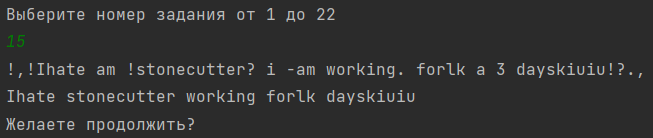 Выберите номер задания от 1 до 22
15
!,!Ihate am !stonecutter? i -am working. forlk a 3 dayskiuiu!?.,
Ihate stonecutter working forlk dayskiuiu
Желаете продолжить?